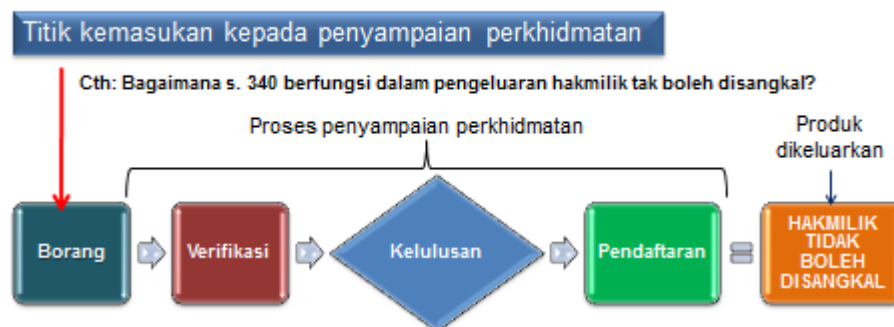 Titik kemasukan kepada penyampaian perkhidmatan
Cth: Bagaimana s. 340 berfungsi dalam pengeluaran hakmilik tak boleh disangkal?
Proses penyampaian perkhidmatan
Produk
dikeluarkan
Borang
Verifikasi
Kelulusan
Pendaftaran
HAKMILIK
TIDAK
BOLEH
DISANGKAL